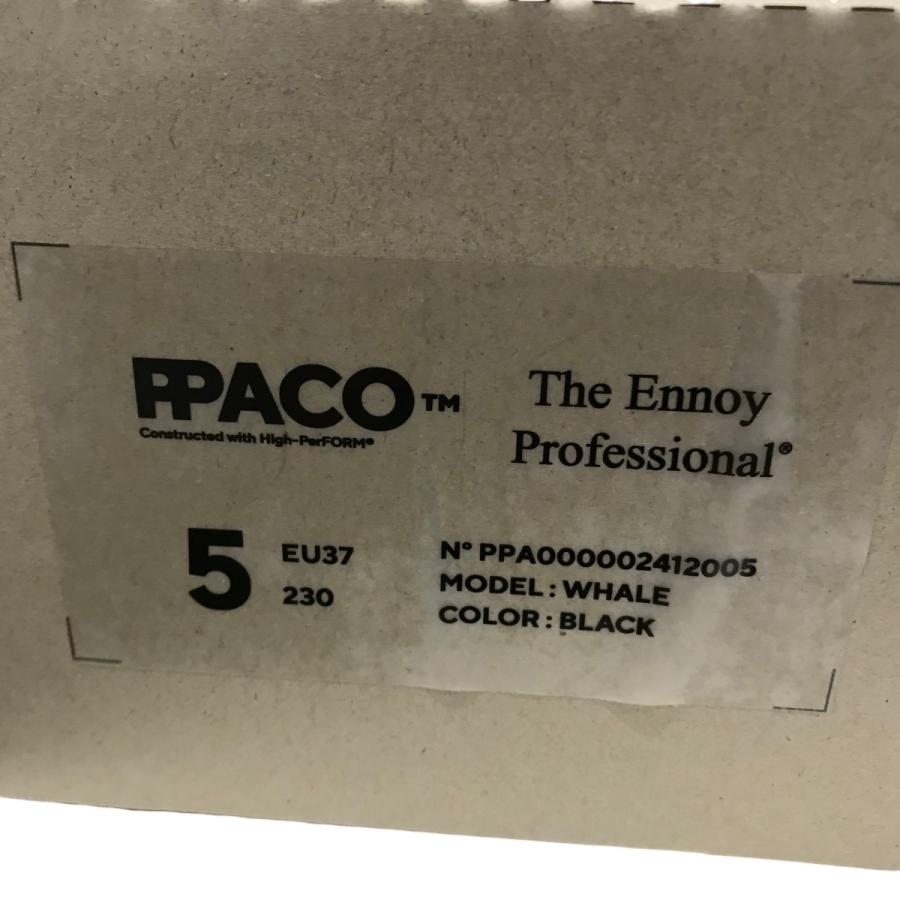 PPACO™
Constructed with High-PerFORM®
The Ennoy
Professional®
5
EU37
230
N° PPA000002412005
MODEL : WHALE
COLOR : BLACK